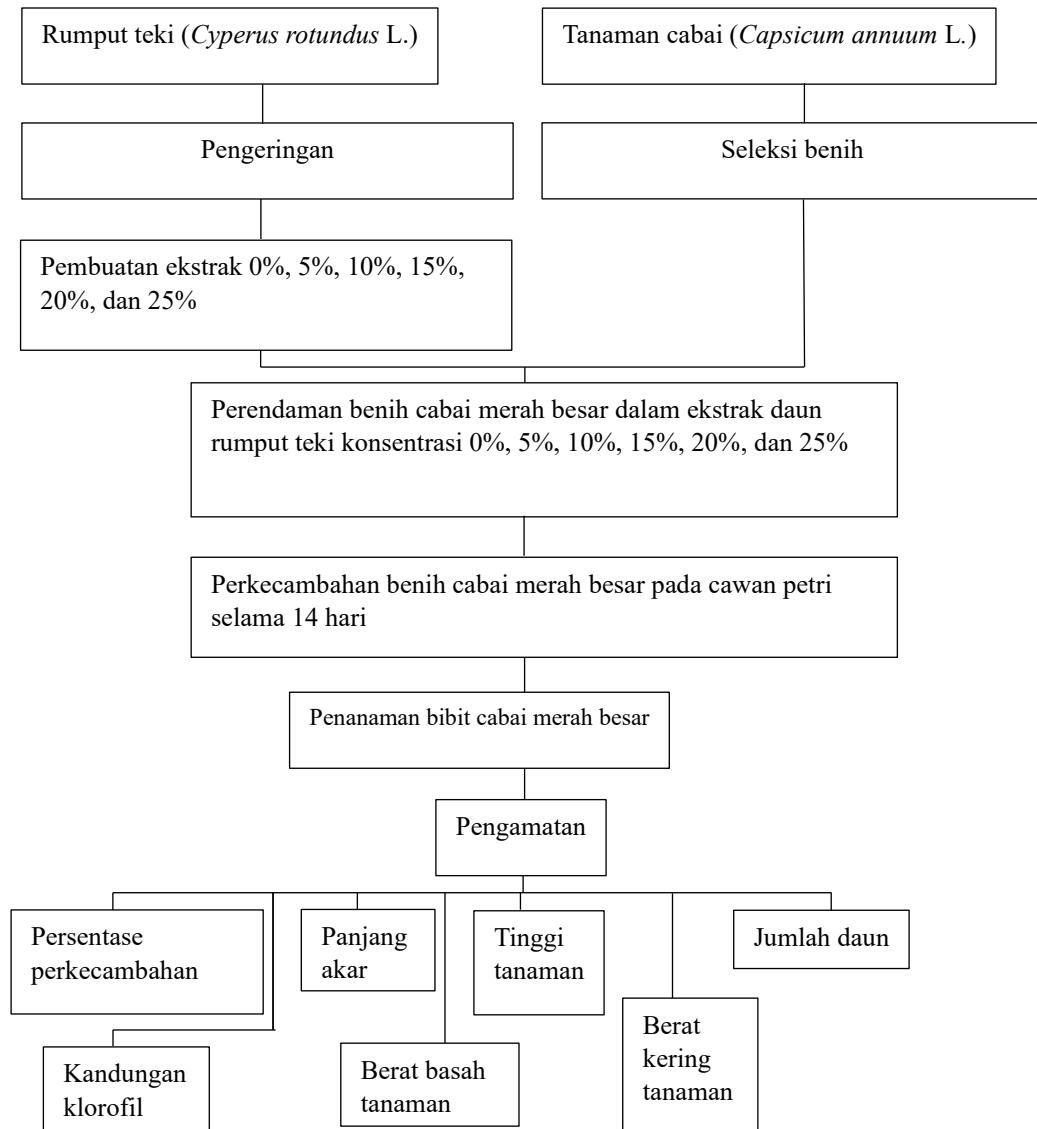 Rumput teki (Cyperus rotundus L.)
Tanaman cabai (Capsicum annuum L.)
Pengeringan
Seleksi benih
Pembuatan ekstrak 0%, 5%, 10%, 15%,
20%, dan 25%
Perendaman benih cabai merah besar dalam ekstrak daun
rumput teki konsentrasi 0%, 5%, 10%, 15%, 20%, dan 25%
Perkecambahan benih cabai merah besar pada cawan petri
selama 14 hari
Penanaman bibit cabai merah besar
Pengamatan
Persentase
perkecambahan
Panjang
akar
Tinggi
tanaman
Jumlah daun
Kandungan
klorofil
Berat basah
tanaman
Berat
kering
tanaman